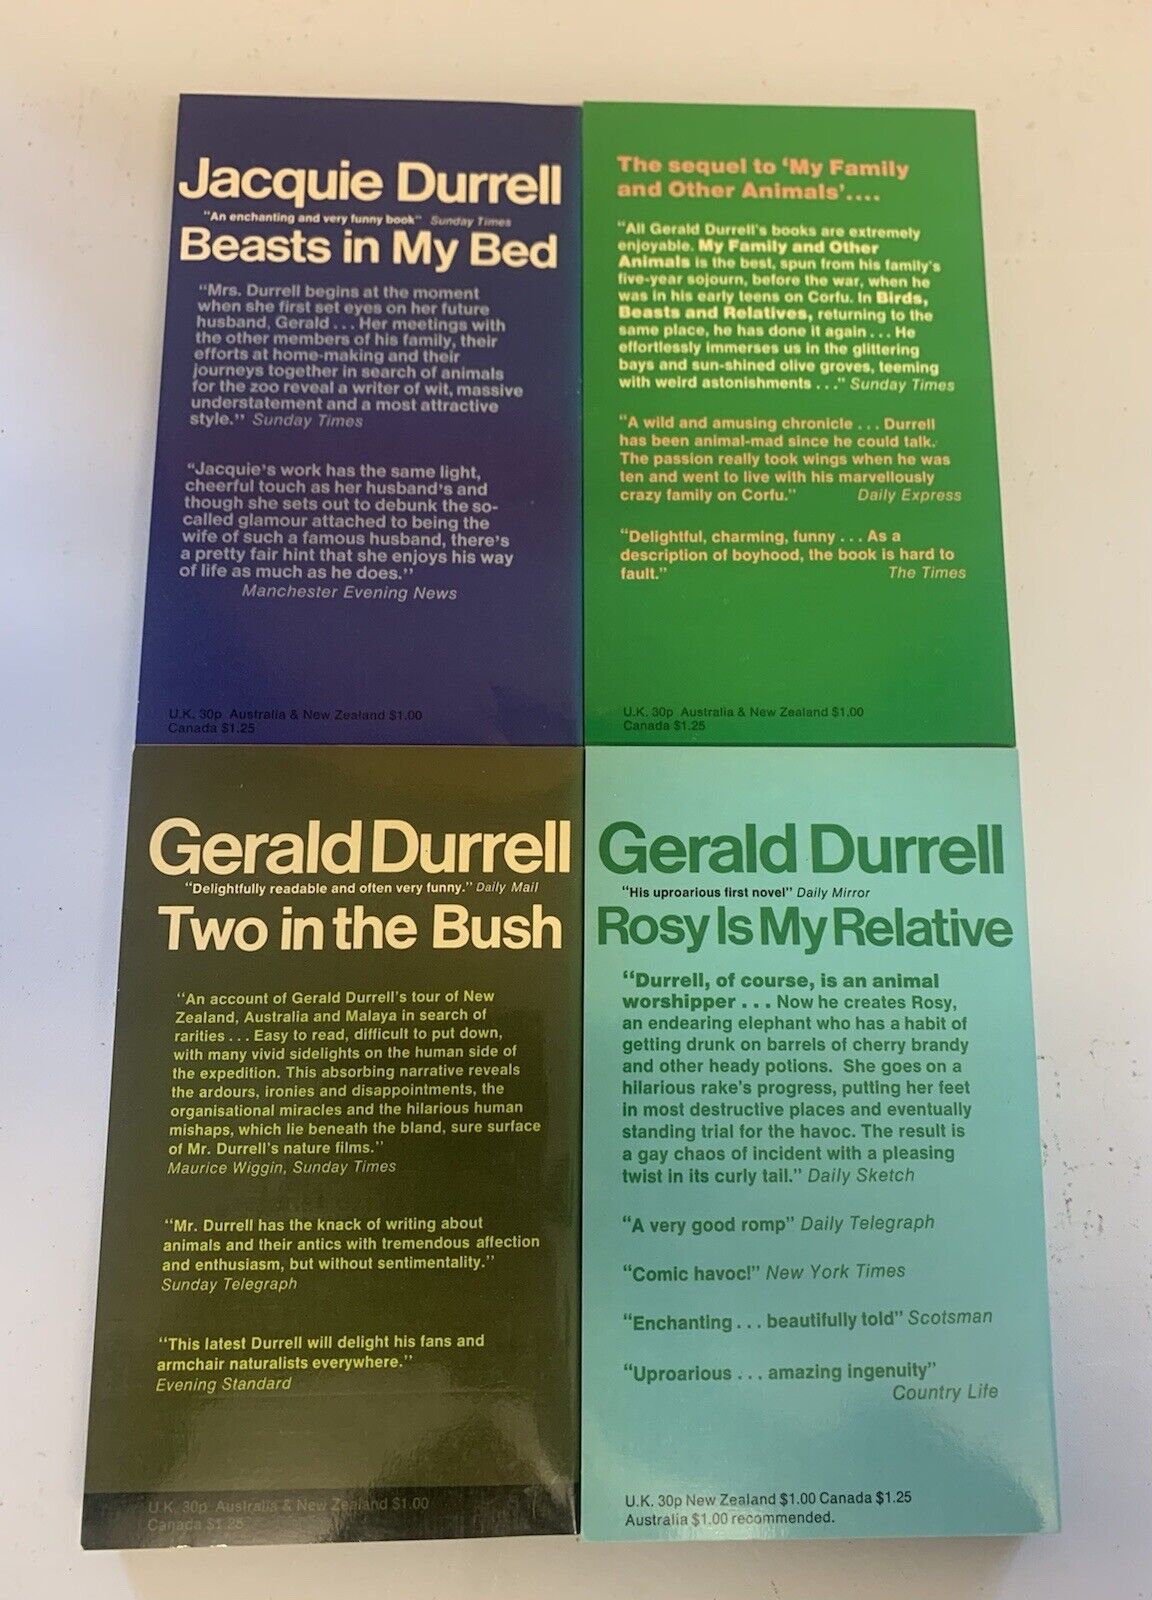 Jacquie Durrell
"An enchanting and very funny book" Sunday Times
Beasts in My Bed
"Mrs. Durrell begins at the moment
when she first set eyes on her future
husband, Gerald ... Her meetings with
the other members of his family, their
efforts at home-making and their
journeys together in search of animals
for the zoo reveal a writer of wit, massive
understatement and a most attractive
style." Sunday Times
"Jacquie's work has the same light,
cheerful touch as her husband's and
though she sets out to debunk the so-
called glamour attached to being the
wife of such a famous husband, there's
a pretty fair hint that she enjoys his way
of life as much as he does."
Manchester Evening News
U.K. 30p Australia & New Zealand $1.00
Canada $1.25
The sequel to 'My Family
and Other Animals'....
"All Gerald Durrell's books are extremely
enjoyable. My Family and Other
Animals is the best, spun from his family's
five-year sojourn, before the war, when he
was in his early teens on Corfu. In Birds,
Beasts and Relatives, returning to the
same place, he has done it again ... He
effortlessly immerses us in the glittering
bays and sun-shined olive groves, teeming
with weird astonishments ..." Sunday Times
"A wild and amusing chronicle ... Durrell
has been animal-mad since he could talk.
The passion really took wings when he was
ten and went to live with his marvellously
crazy family on Corfu." Daily Express
"Delightful, charming, funny ... As a
description of boyhood, the book is hard to
fault." The Times
U.K. 30p Australia & New Zealand $1.00
Canada $1.25
Gerald Durrell
"Delightfully readable and often very funny." Daily Mail
Two in the Bush
"An account of Gerald Durrell's tour of New
Zealand, Australia and Malaya in search of
rarities ... Easy to read, difficult to put down,
with many vivid sidelights on the human side of
the expedition. This absorbing narrative reveals
the ardours, ironies and disappointments, the
organisational miracles and the hilarious human
mishaps, which lie beneath the bland, sure surface
of Mr. Durrell's nature films."
Maurice Wiggin, Sunday Times
"Mr. Durrell has the knack of writing about
animals and their antics with tremendous affection
and enthusiasm, but without sentimentality."
Sunday Telegraph
"This latest Durrell will delight his fans and
armchair naturalists everywhere."
Evening Standard
U.K. 30p Australia & New Zealand $1.00
Canada $1.25
Gerald Durrell
"His uproarious first novel" Daily Mirror
Rosy Is My Relative
"Durrell, of course, is an animal
worshipper ... Now he creates Rosy,
an endearing elephant who has a habit of
getting drunk on barrels of cherry brandy
and other heady potions. She goes on a
hilarious rake's progress, putting her feet
in most destructive places and eventually
standing trial for the havoc. The result is
a gay chaos of incident with a pleasing
twist in its curly tail." Daily Sketch
"A very good romp" Daily Telegraph
"Comic havoc!" New York Times
"Enchanting ... beautifully told" Scotsman
"Uproarious ... amazing ingenuity"
Country Life
U.K. 30p New Zealand $1.00 Canada $1.25
Australia $1.00 recommended.